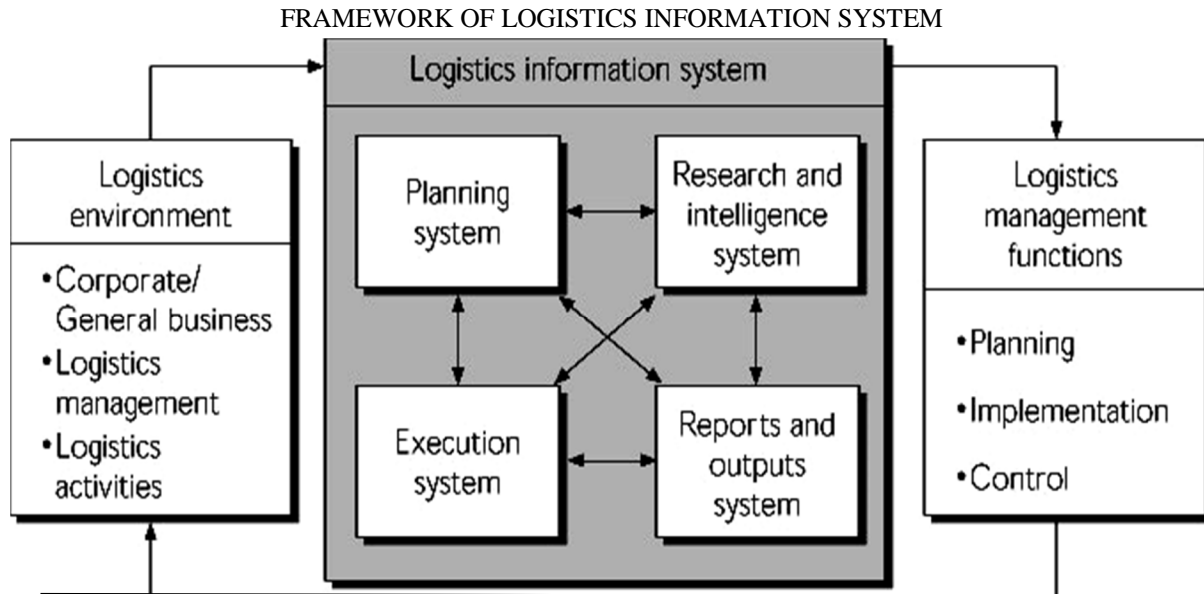 FRAMEWORK OF LOGISTICS INFORMATION SYSTEM
Logistics information system
Logistics
environment
•Corporate/
General business
•Logistics
management
•Logistics
activities
Planning
system
Research and
intelligence
system
Execution
system
Reports and
outputs
system
Logistics
management
functions
•Planning
•Implementation
•Control